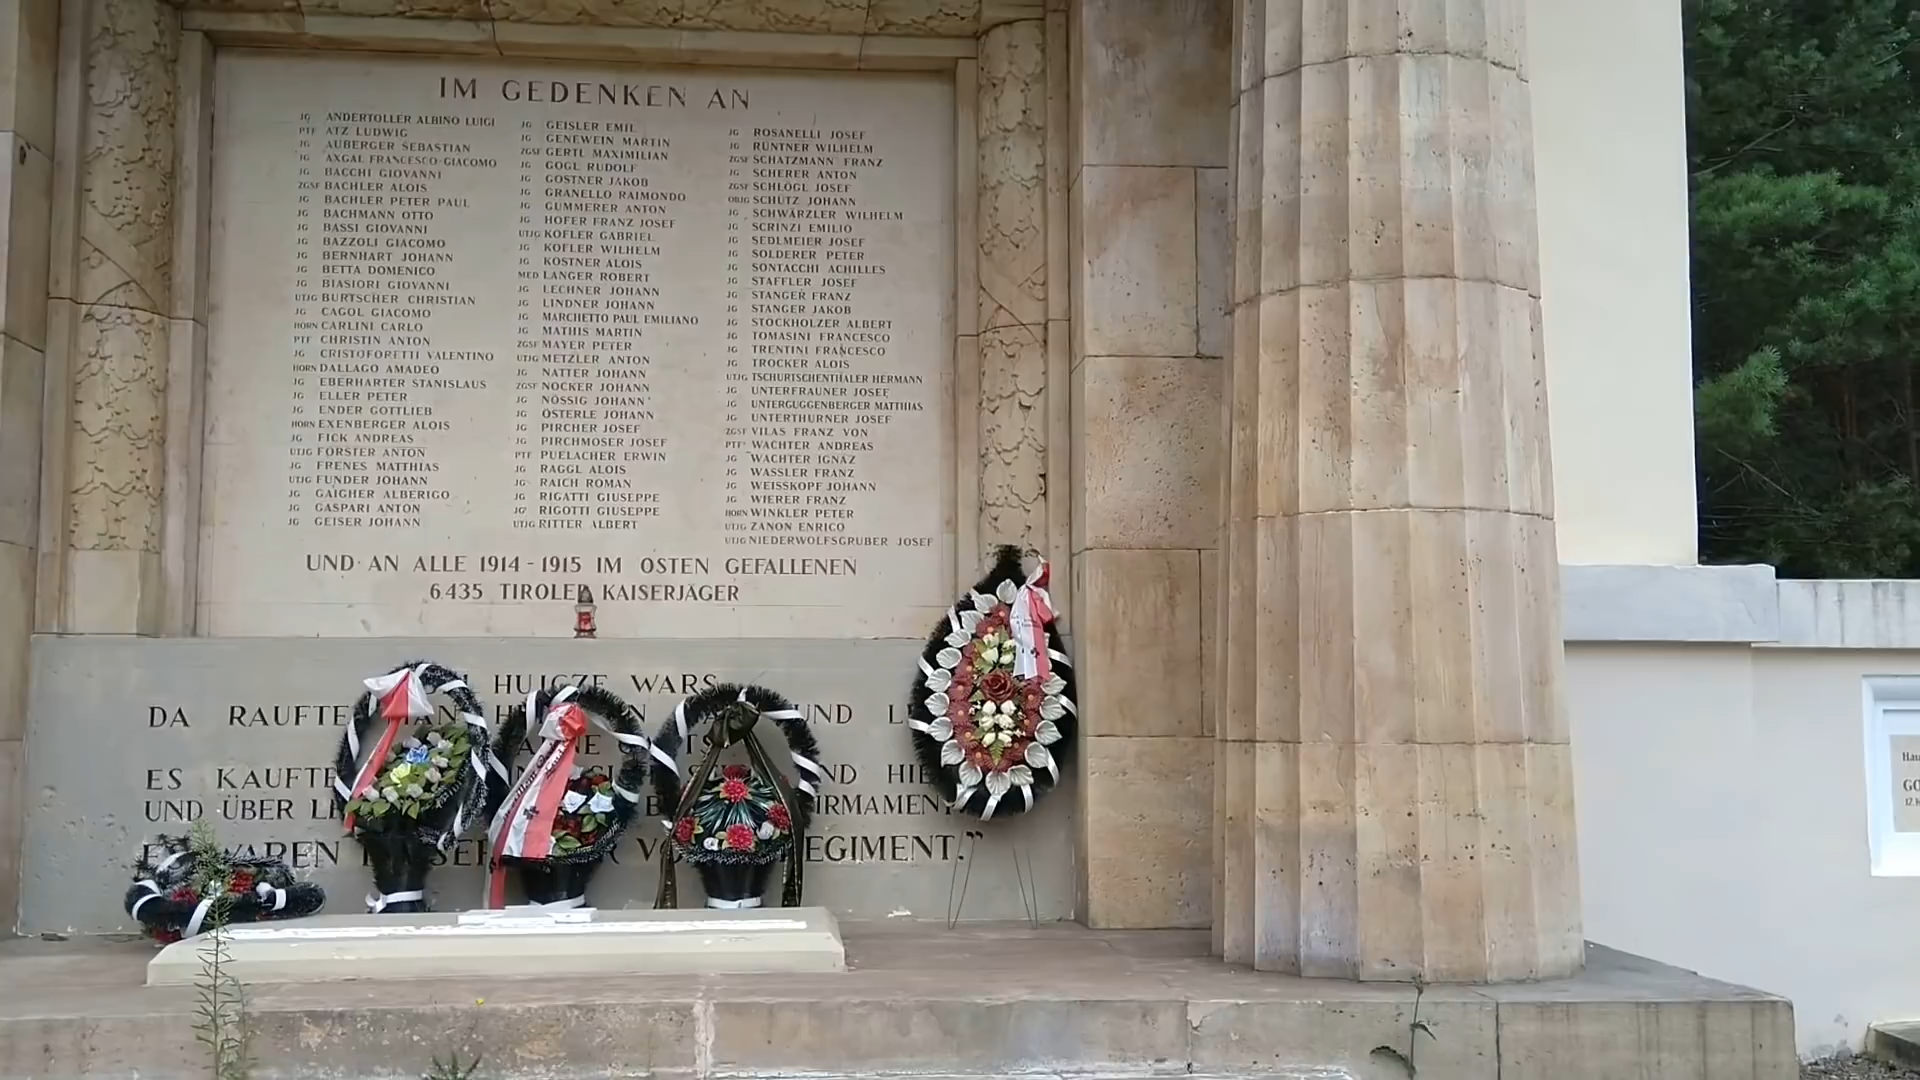 IM GEDENKEN AN
JG ANDERTOLLER ALBINO LUIGI
PTF ATZ LUDWIG
JG AUBERGER SEBASTIAN
JG AXGAL FRANCESCO-GIACOMO
JG BACCHI GIOVANNI
ZGSF BACHLER ALOIS
JG BACHLER PETER PAUL
JG BACHMANN OTTO
JG BASSI GIOVANNI
JG BAZZOLI GIACOMO
JG BERNHART JOHANN
JG BETTA DOMENICO
JG BIASIORI GIOVANNI
UTJG BURTSCHER CHRISTIAN
JG CAGOL GIACOMO
HORN CARLINI CARLO
PTF CHRISTIN ANTON
JG CRISTOFORETTI VALENTINO
HORN DALLAGO AMADEO
JG EBERHARTER STANISLAUS
JG ELLER PETER
JG ENDER GOTTLIEB
HORN EXENBERGER ALOIS
JG FICK ANDREAS
UTJG FORSTER ANTON
JG FRENES MATTHIAS
UTJG FUNDER JOHANN
JG GAIGHER ALBERIGO
JG GASPARI ANTON
JG GEISER JOHANN
JG GEISLER EMIL
JG GENEWEIN MARTIN
ZGSF GERTL MAXIMILIAN
JG GOGL RUDOLF
JG GOSTNER JAKOB
JG GRANELLO RAIMONDO
JG GUMMERER ANTON
JG HOFER FRANZ JOSEF
UTJG KOFLER GABRIEL
JG KOFLER WILHELM
JG KOSTNER ALOIS
MED LANGER ROBERT
JG LECHNER JOHANN
JG LINDNER JOHANN
JG MARCHETTO PAUL EMILIANO
JG MATHIS MARTIN
ZGSF MAYER PETER
UTJG METZLER ANTON
JG NATTER JOHANN
ZGSF NOCKER JOHANN
JG NÖSSIG JOHANN
JG ÖSTERLE JOHANN
JG PIRCHER JOSEF
JG PIRCHMOSER JOSEF
PTF PUELACHER ERWIN
JG RAGGL ALOIS
JG RAICH ROMAN
JG RIGATTI GIUSEPPE
JG RIGOTTI GIUSEPPE
UTJG RITTER ALBERT
JG ROSANELLI JOSEF
JG RUNTNER WILHELM
ZGSF SCHATZMANN FRANZ
JG SCHERER ANTON
ZGSF SCHLÖGL JOSEF
OBJG SCHÜTZ JOHANN
JG SCHWÄRZLER WILHELM
JG SCRINZI EMILIO
JG SEDLMEIER JOSEF
JG SOLDERER PETER
JG SONTACCHI ACHILLES
JG STAFFLER JOSEF
JG STANGER FRANZ
JG STANGER JAKOB
JG STOCKHOLZER ALBERT
JG TOMASINI FRANCESCO
JG TRENTINI FRANCESCO
JG TROCKER ALOIS
UTJG TSCHURTSCHENTHALER HERMANN
JG UNTERFRAUNER JOSEF
JG UNTERGGUGGENBERGER MATTHIAS
JG UNTERTHURNER JOSEF
ZGSF VILAS FRANZ VON
PTF WACHTER ANDREAS
JG WACHTER IGNAZ
JG WASSLER FRANZ
JG WEISSKOPF JOHANN
JG WIERER FRANZ
HORN WINKLER PETER
UTJG ZANON ENRICO
UTJG NIEDERWOLFSGRUBER JOSEF
UND AN ALLE 1914-1915 IM OSTEN GEFALLENEN
6435 TIROLER KAISERJÄGER
HUICZE WARS
DA RAUFTE UND
ES KAUFTE
UND ÜBER
WAREN REGIMENT."